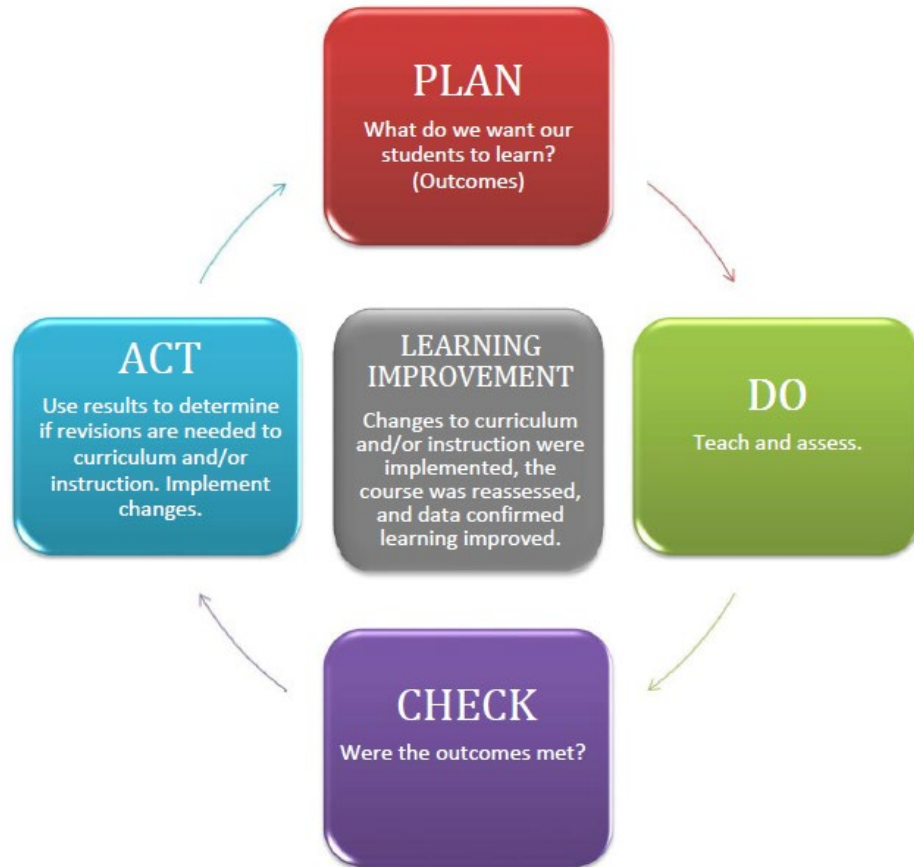 PLAN
What do we want our
students to learn?
(Outcomes)
ACT
Use results to determine
if revisions are needed to
curriculum and/or
instruction. Implement
changes.
LEARNING
IMPROVEMENT
Changes to curriculum
and/or instruction were
implemented, the
course was reassessed,
and data confirmed
learning improved.
DO
Teach and assess.
CHECK
Were the outcomes met?